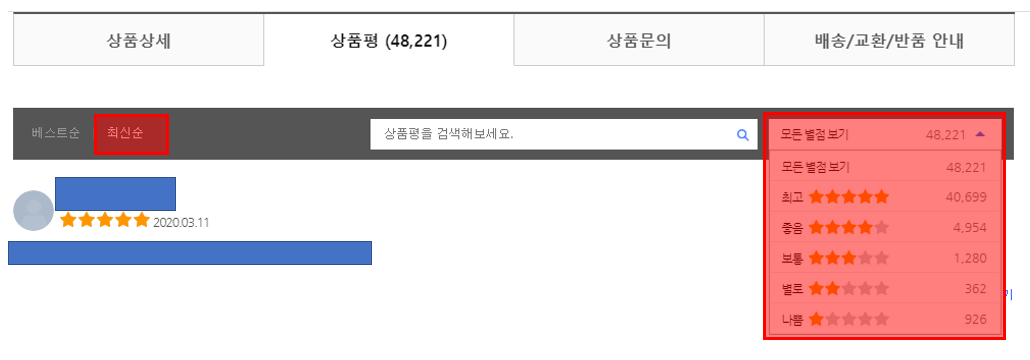 상품상세
상품평 (48,221)
상품문의
배송/교환/반품 안내
베스트순
최신순
상품평을 검색해보세요.
모든 별점 보기 48,221
모든 별점 보기 48,221
최고 40,699
좋음 4,954
보통 1,280
별로 362
나쁨 926
2020.03.11